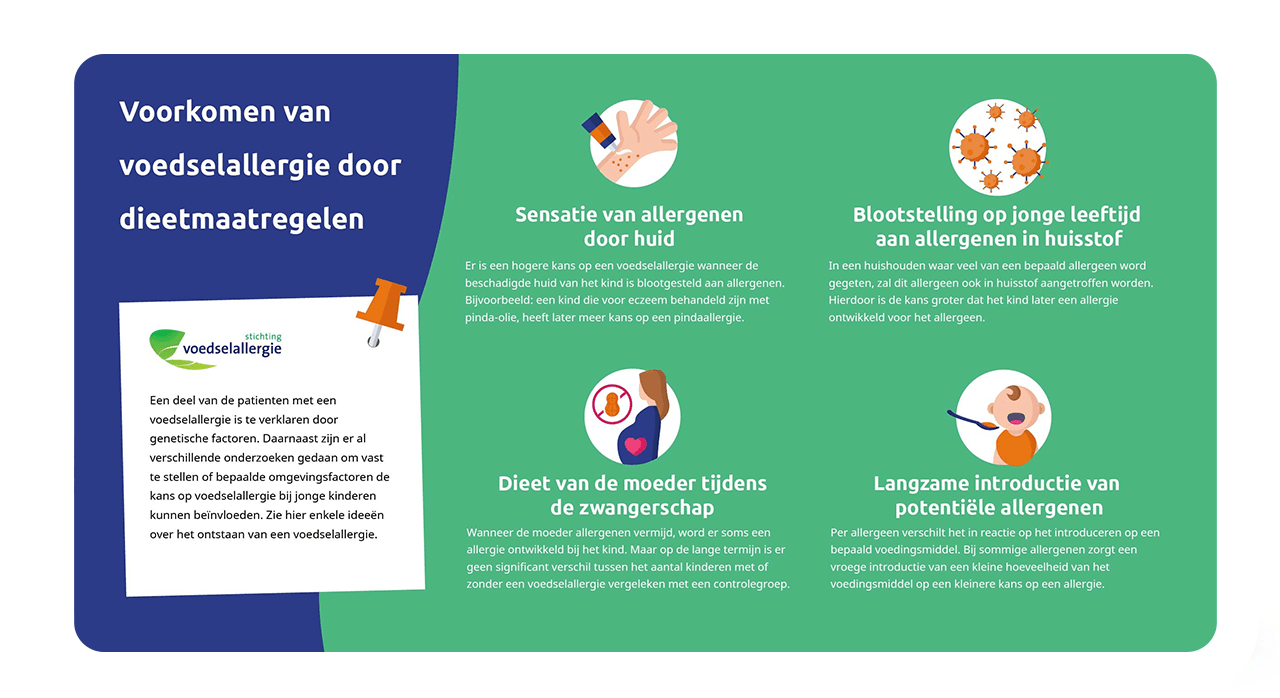 Voorkomen van
voedselallergie door
dieetmaatregelen
stichting
voedselallergie
Een deel van de patienten met een
voedselallergie is te verklaren door
genetische factoren. Daarnaast zijn er al
verschillende onderzoeken gedaan om vast
te stellen of bepaalde omgevingsfactoren de
kans op voedselallergie bij jonge kinderen
kunnen beïnvloeden. Zie hier enkele ideeën
over het ontstaan van een voedselallergie.
Sensatie van allergenen
door huid
Er is een hogere kans op een voedselallergie wanneer de
beschadigde huid van het kind is blootgesteld aan allergenen.
Bijvoorbeeld: een kind die voor eczeem behandeld zijn met
pinda-olie, heeft later meer kans op een pindaallergie.
Blootstelling op jonge leeftijd
aan allergenen in huisstof
In een huishouden waar veel van een bepaald allergeen word
gegeten, zal dit allergeen ook in huisstof aangetroffen worden.
Hierdoor is de kans groter dat het kind later een allergie
ontwikkeld voor het allergeen.
Dieet van de moeder tijdens
de zwangerschap
Wanneer de moeder allergenen vermijd, word er soms een
allergie ontwikkeld bij het kind. Maar op de lange termijn is er
geen significant verschil tussen het aantal kinderen met of
zonder een voedselallergie vergeleken met een controlegroep.
Langzame introductie van
potentiële allergenen
Per allergeen verschilt het in reactie op het introduceren op een
bepaald voedingsmiddel. Bij sommige allergenen zorgt een
vroege introductie van een kleine hoeveelheid van het
voedingsmiddel op een kleinere kans op een allergie.